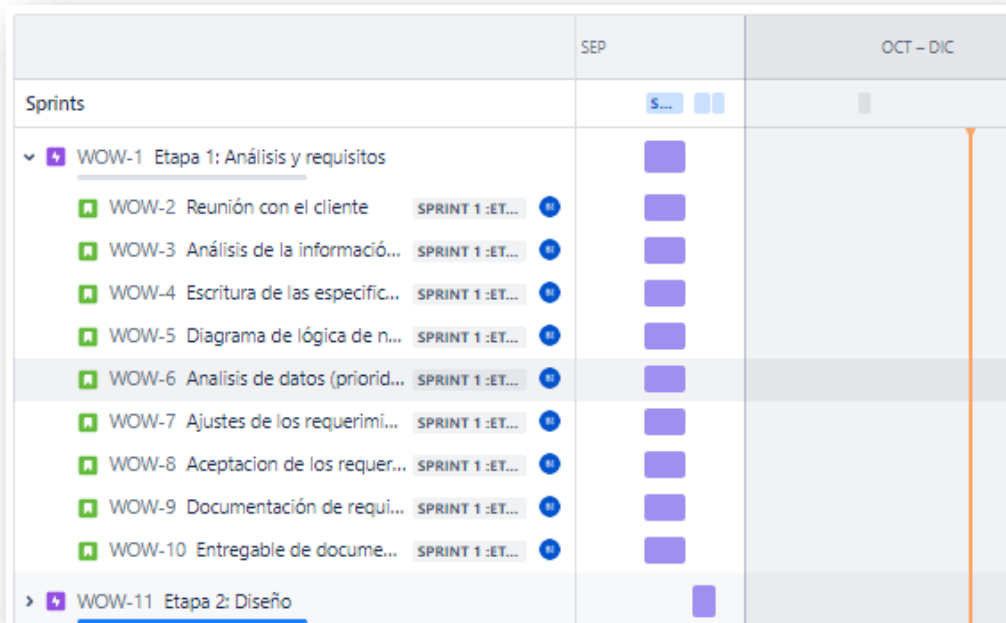 SEP OCT – DIC
Sprints S...
WOW-1 Etapa 1: Análisis y requisitos
WOW-2 Reunión con el cliente SPRINT 1 :ET...
WOW-3 Análisis de la informació... SPRINT 1 :ET...
WOW-4 Escritura de las especific... SPRINT 1 :ET...
WOW-5 Diagrama de lógica de n... SPRINT 1 :ET...
WOW-6 Analisis de datos (priorid... SPRINT 1 :ET...
WOW-7 Ajustes de los requerimi... SPRINT 1 :ET...
WOW-8 Aceptacion de los requer... SPRINT 1 :ET...
WOW-9 Documentación de requi... SPRINT 1 :ET...
WOW-10 Entregable de docume... SPRINT 1 :ET...
WOW-11 Etapa 2: Diseño